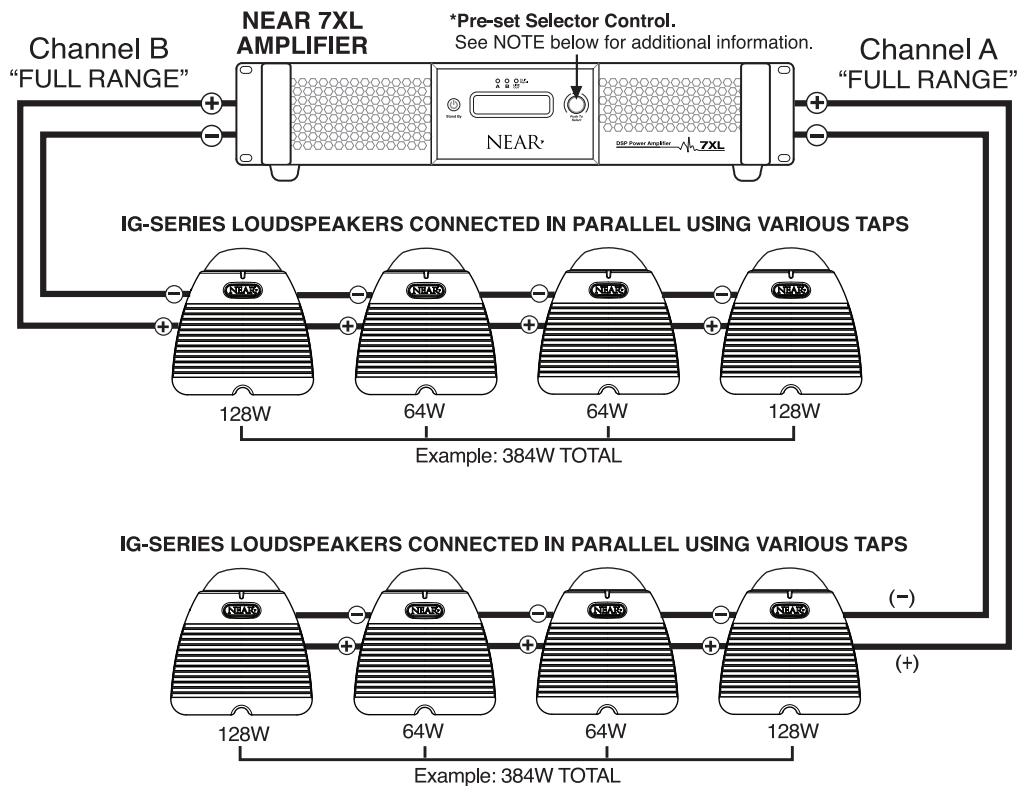 NEAR 7XL
AMPLIFIER
*Pre-set Selector Control.
See NOTE below for additional information.
Channel B
"FULL RANGE"
Channel A
"FULL RANGE"
+
−
+
−
A B
Stand By
Push To
Select
NEAR
DSP Power Amplifier 7XL
IG-SERIES LOUDSPEAKERS CONNECTED IN PARALLEL USING VARIOUS TAPS
NEAR NEAR NEAR NEAR
− − − −
+ + + +
128W 64W 64W 128W
Example: 384W TOTAL
IG-SERIES LOUDSPEAKERS CONNECTED IN PARALLEL USING VARIOUS TAPS
NEAR NEAR NEAR NEAR
− − − (−)
+ + + (+)
128W 64W 64W 128W
Example: 384W TOTAL